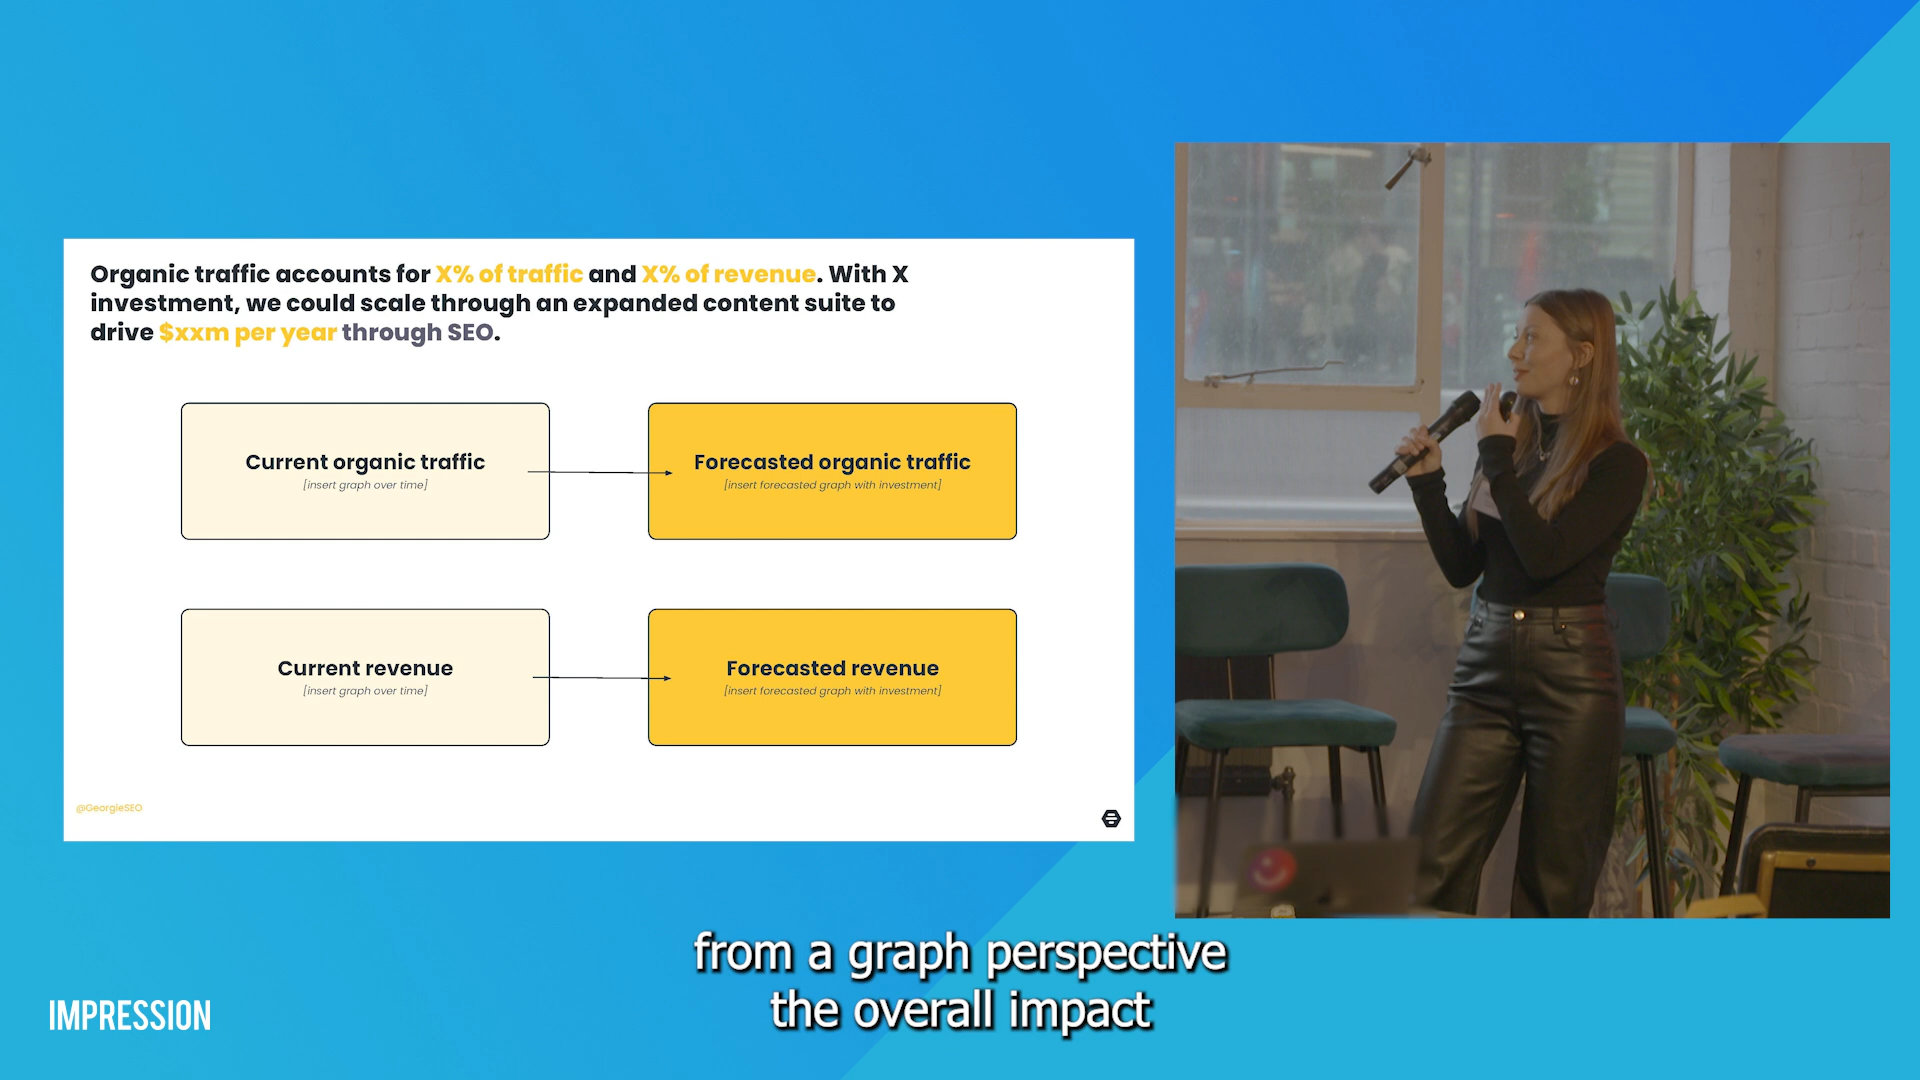 Organic traffic accounts for X% of traffic and X% of revenue. With X
investment, we could scale through an expanded content suite to
drive $xxm per year through SEO.
Current organic traffic
[insert graph over time]
Forecasted organic traffic
[insert forecasted graph with investment]
Current revenue
[insert graph over time]
Forecasted revenue
[insert forecasted graph with investment]
@GeorgieSEO
from a graph perspective
the overall impact
IMPRESSION